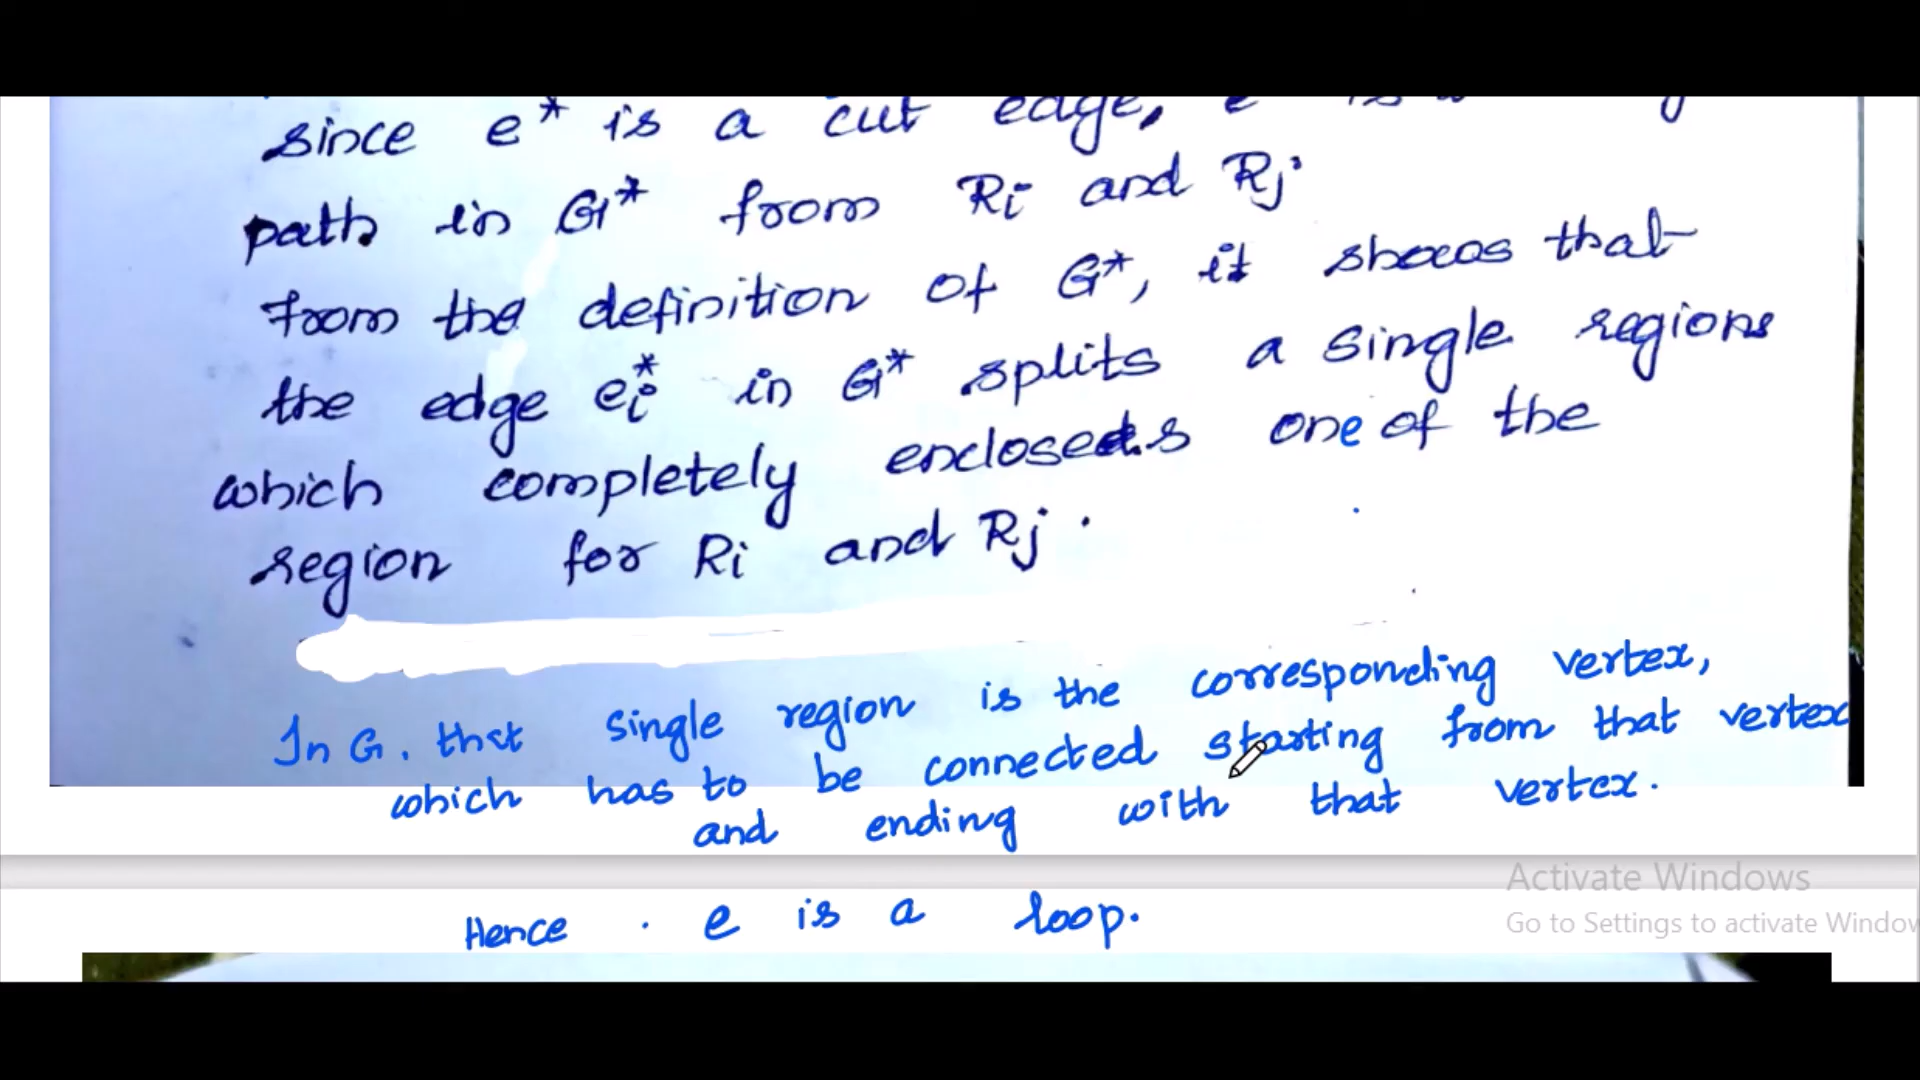 since e* is a cut edge, e is
path in G* from Ri and Rj.
From the definition of G*, it shows that
the edge ei* in G* splits a single regions
which completely encloses one of the
region for Ri and Rj.
In G, that single region is the corresponding vertex,
which has to be connected starting from that vertex
and ending with that vertex.
Activate Windows
Hence . e is a loop.
Go to Settings to activate Window